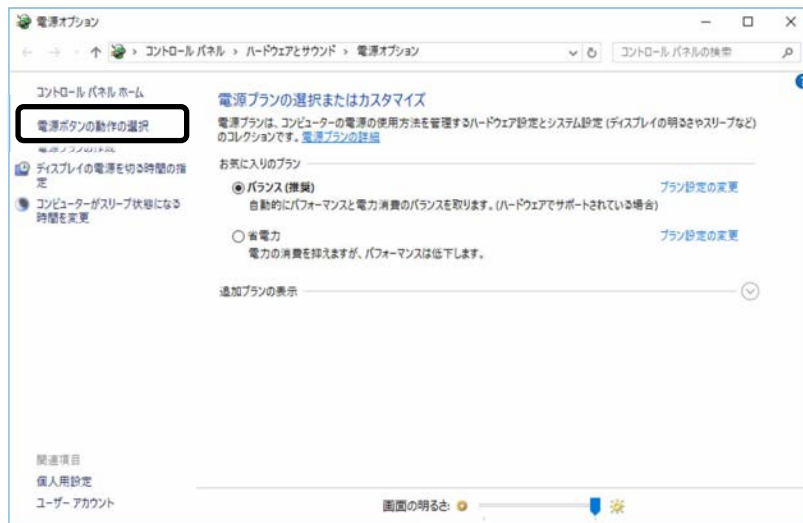 電源オプション
コントロール パネル › ハードウェアとサウンド › 電源オプション
コントロール パネルの検索
コントロール パネル ホーム
電源ボタンの動作の選択
電源プランの作成
ディスプレイの電源を切る時間の指
定
コンピューターがスリープ状態になる
時間を変更
電源プランの選択またはカスタマイズ
電源プランは、コンピューターの電源の使用方法を管理するハードウェア設定とシステム設定 (ディスプレイの明るさやスリープなど)
のコレクションです。電源プランの詳細
お気に入りのプラン
バランス (推奨) プラン設定の変更
自動的にパフォーマンスと電力消費のバランスを取ります。(ハードウェアでサポートされている場合)
省電力 プラン設定の変更
電力の消費を抑えますが、パフォーマンスは低下します。
追加プランの表示
関連項目
個人用設定
ユーザー アカウント
画面の明るさ: